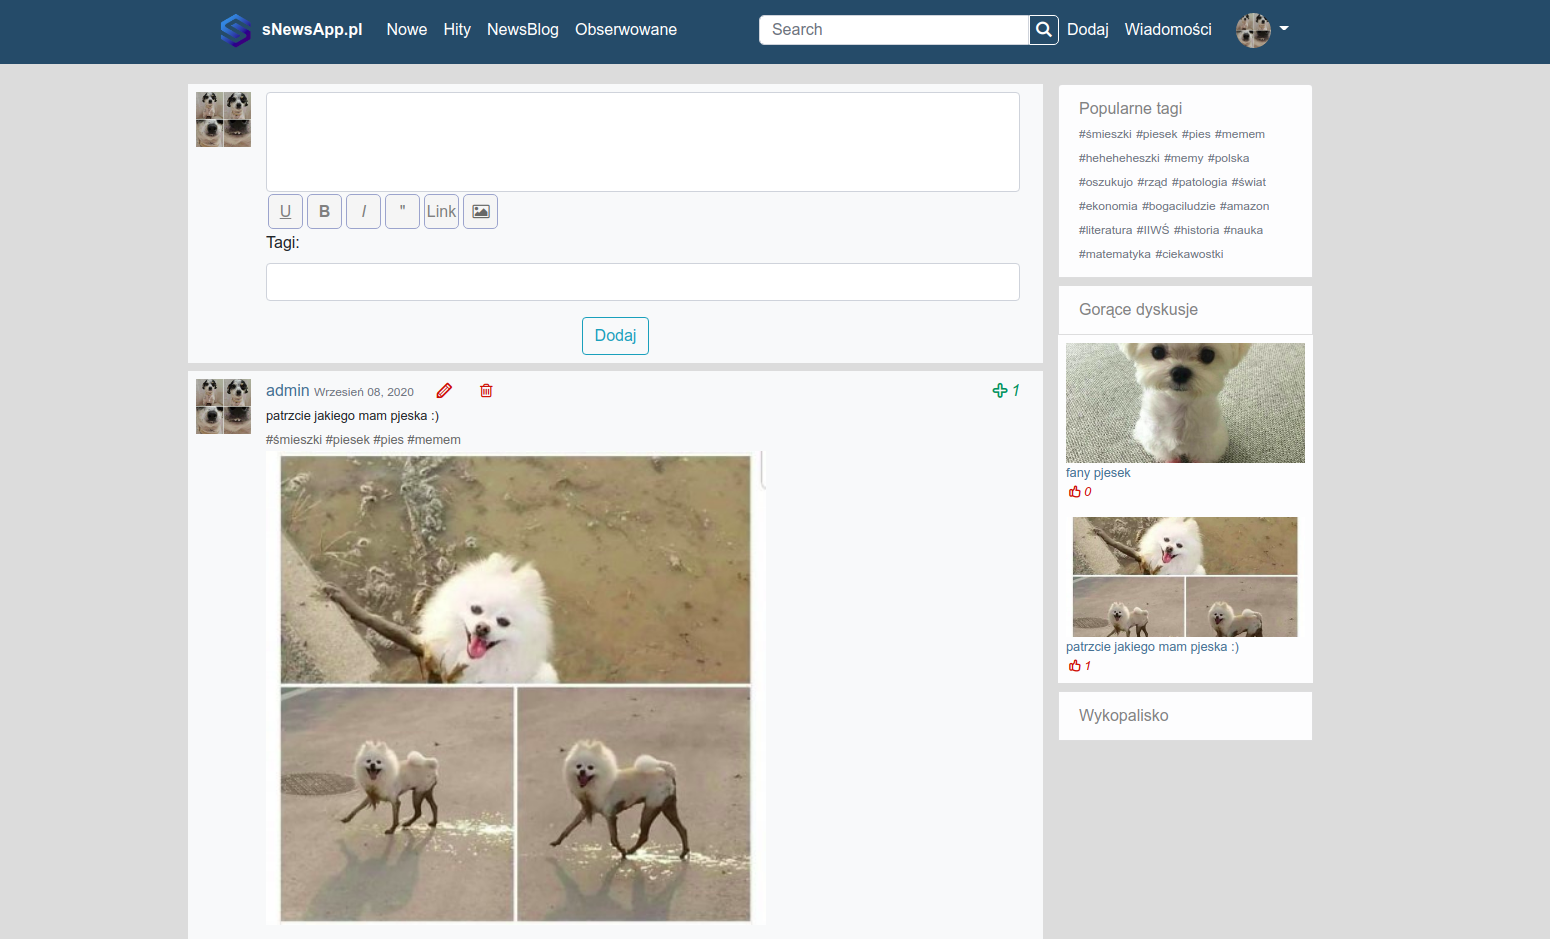 sNewsApp.pl Nowe Hity NewsBlog Obserwowane Search Dodaj Wiadomości
U B I " Link
Tagi:
Dodaj
admin Wrzesień 08, 2020 1
patrzcie jakiego mam pjeska :)
#śmieszki #piesek #pies #memem
Popularne tagi
#śmieszki #piesek #pies #memem
#heheheheszki #memy #polska
#oszukujo #rząd #patologia #świat
#ekonomia #bogaciludzie #amazon
#literatura #IIWŚ #historia #nauka
#matematyka #ciekawostki
Gorące dyskusje
fany pjesek
0
patrzcie jakiego mam pjeska :)
1
Wykopalisko